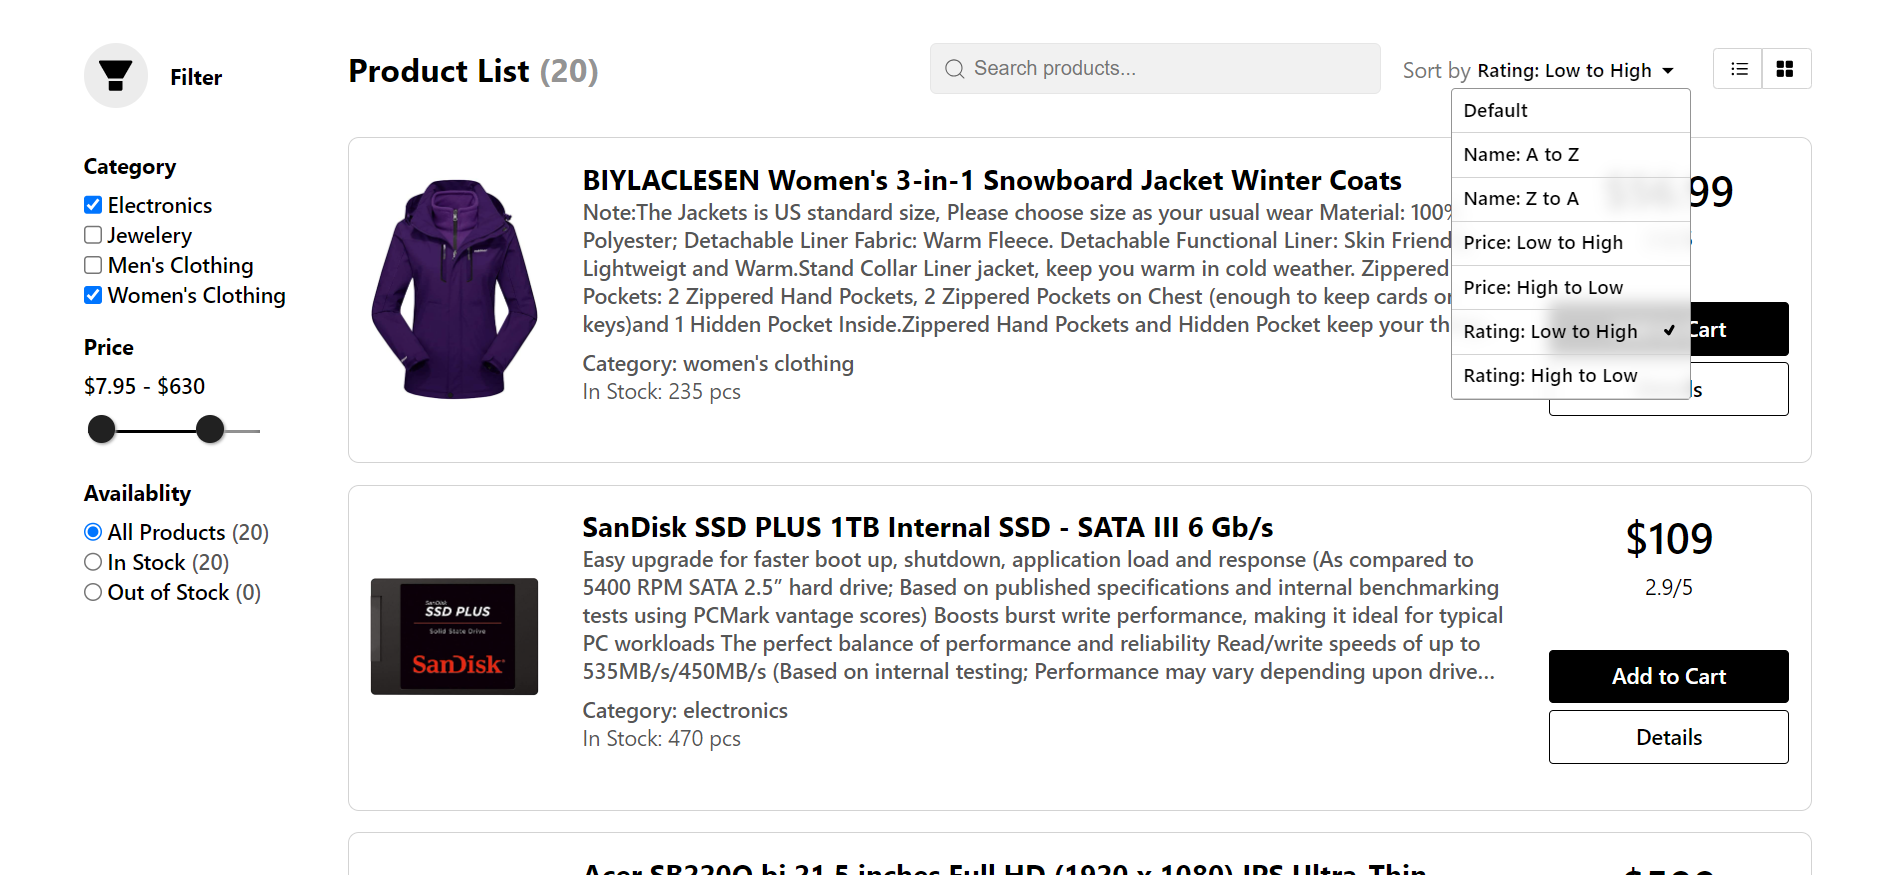 Filter
Product List (20)
Search products...
Sort by Rating: Low to High
Default
Name: A to Z
Name: Z to A
Price: Low to High
Price: High to Low
Rating: Low to High
Rating: High to Low
Category
Electronics
Jewelery
Men's Clothing
Women's Clothing
Price
$7.95 - $630
Availablity
All Products (20)
In Stock (20)
Out of Stock (0)
BIYLACLESEN Women's 3-in-1 Snowboard Jacket Winter Coats
Note:The Jackets is US standard size, Please choose size as your usual wear Material: 100%
Polyester; Detachable Liner Fabric: Warm Fleece. Detachable Functional Liner: Skin Friend
Lightweigt and Warm.Stand Collar Liner jacket, keep you warm in cold weather. Zippered
Pockets: 2 Zippered Hand Pockets, 2 Zippered Pockets on Chest (enough to keep cards or
keys)and 1 Hidden Pocket Inside.Zippered Hand Pockets and Hidden Pocket keep your th
Category: women's clothing
In Stock: 235 pcs
99
Cart
ls
SanDisk SSD PLUS 1TB Internal SSD - SATA III 6 Gb/s
Easy upgrade for faster boot up, shutdown, application load and response (As compared to
5400 RPM SATA 2.5” hard drive; Based on published specifications and internal benchmarking
tests using PCMark vantage scores) Boosts burst write performance, making it ideal for typical
PC workloads The perfect balance of performance and reliability Read/write speeds of up to
535MB/s/450MB/s (Based on internal testing; Performance may vary depending upon drive...
Category: electronics
In Stock: 470 pcs
$109
2.9/5
Add to Cart
Details
SanDisk
SSD PLUS
Solid State Drive
SanDisk
Acer SB220Q bi 21.5 inches Full HD (1920 x 1080) IPS Ultra-Thin